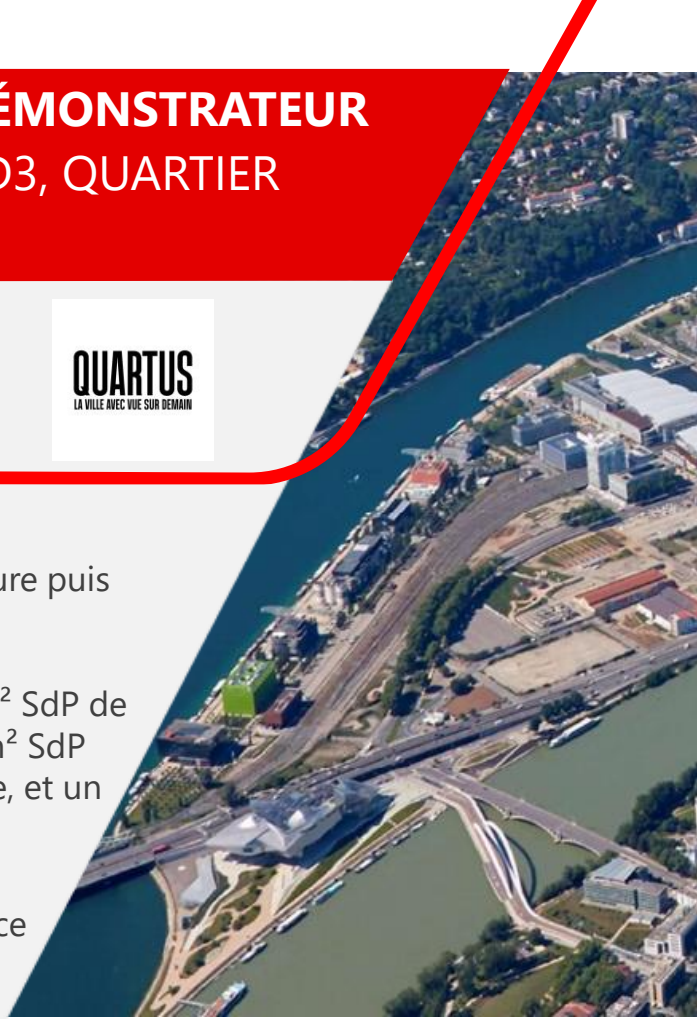 ÉMONSTRATEUR
D3, QUARTIER
QUARTUS
LA VILLE AVEC VUE SUR DEMAIN
ure puis
² SdP de
² SdP
e, et un
ce